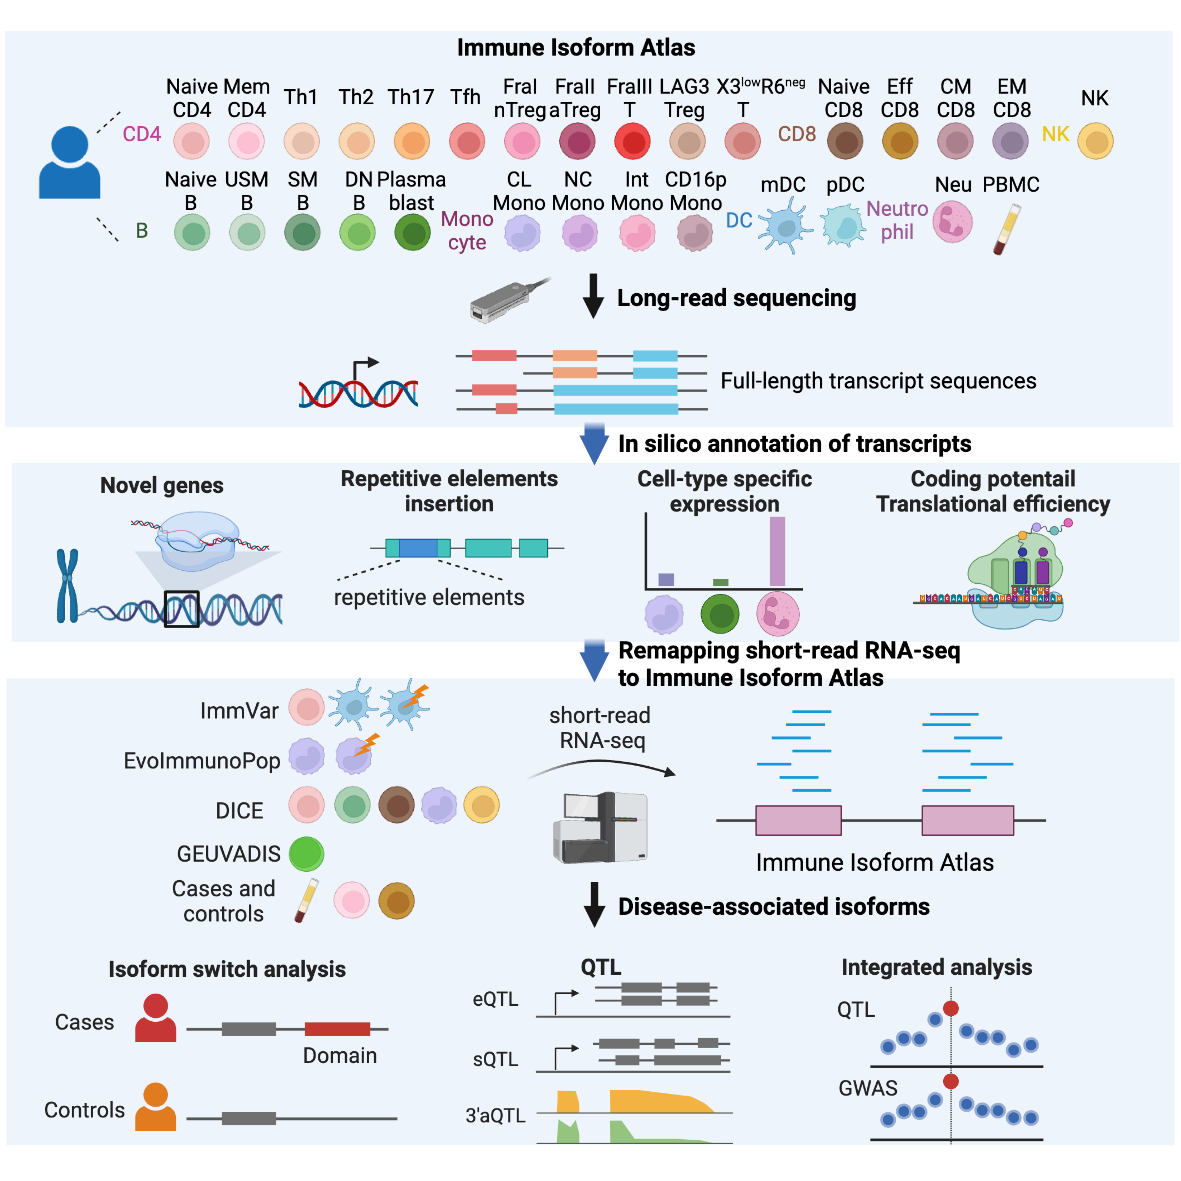 Immune Isoform Atlas
Naive CD4
Mem CD4
Th1
Th2
Th17
Tfh
FraI nTreg
FraII aTreg
FraIII T
LAG3 Treg
X3lowR6neg T
Naive CD8
Eff CD8
CM CD8
EM CD8
NK
CD4
CD8
NK
Naive B
USM B
SM B
DN B
Plasma blast
CL Mono
NC Mono
Int Mono
CD16p Mono
mDC
pDC
Neu
PBMC
B
Mono cyte
DC
Neutro phil
Long-read sequencing
Full-length transcript sequences
In silico annotation of transcripts
Novel genes
Repetitive elelements
insertion
repetitive elements
Cell-type specific
expression
Coding potentail
Translational efficiency
Remapping short-read RNA-seq
to Immune Isoform Atlas
ImmVar
EvoImmunoPop
DICE
GEUVADIS
Cases and
controls
short-read
RNA-seq
Immune Isoform Atlas
Disease-associated isoforms
Isoform switch analysis
Cases
Domain
Controls
QTL
eQTL
sQTL
3'aQTL
Integrated analysis
QTL
GWAS